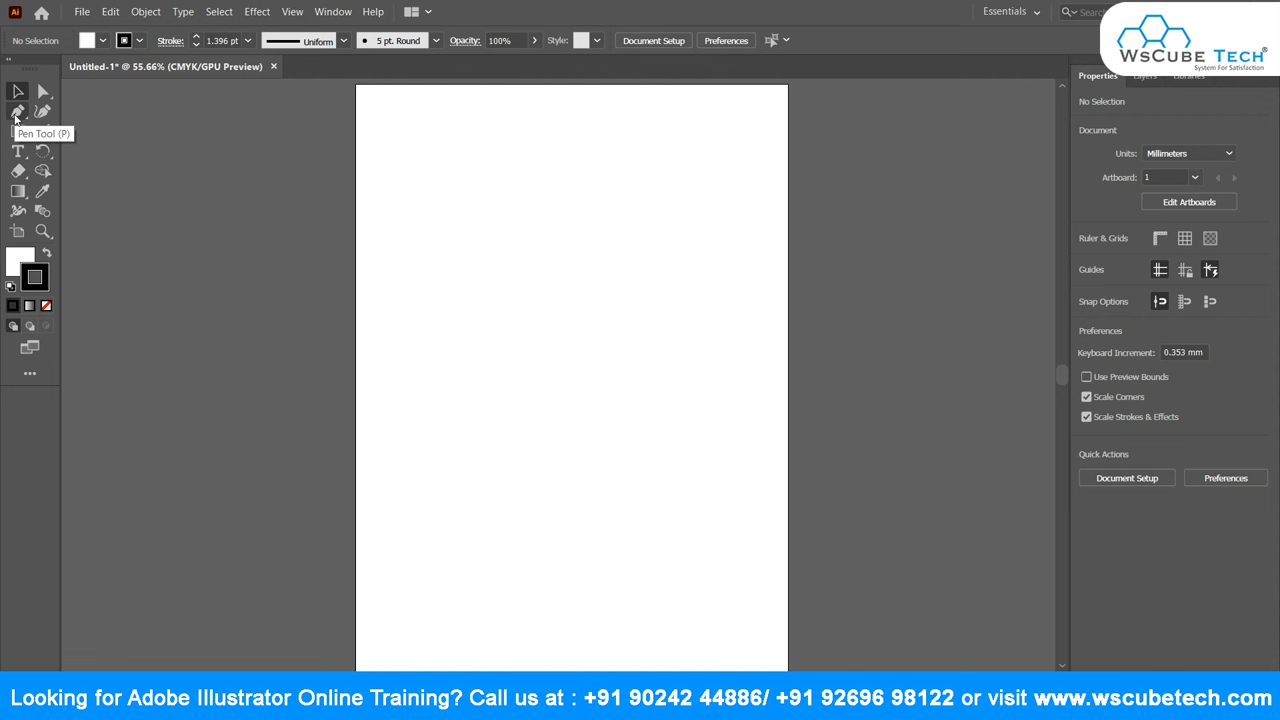 Ai File Edit Object Type Select Effect View Window Help Essentials Search
WsCube Tech®
System For Satisfaction
No Selection Stroke: 1.396 pt Uniform 5 pt. Round Opacity: 100% Style: Document Setup Preferences
Untitled-1* @ 55.66% (CMYK/GPU Preview) ×
Properties Layers Libraries
No Selection
Pen Tool (P)
Document
Units: Millimeters
Artboard: 1
Edit Artboards
Ruler & Grids
Guides
Snap Options
Preferences
Keyboard Increment: 0.353 mm
Use Preview Bounds
Scale Corners
Scale Strokes & Effects
Quick Actions
Document Setup Preferences
Looking for Adobe Illustrator Online Training? Call us at : +91 90242 44886/ +91 92696 98122 or visit www.wscubetech.com